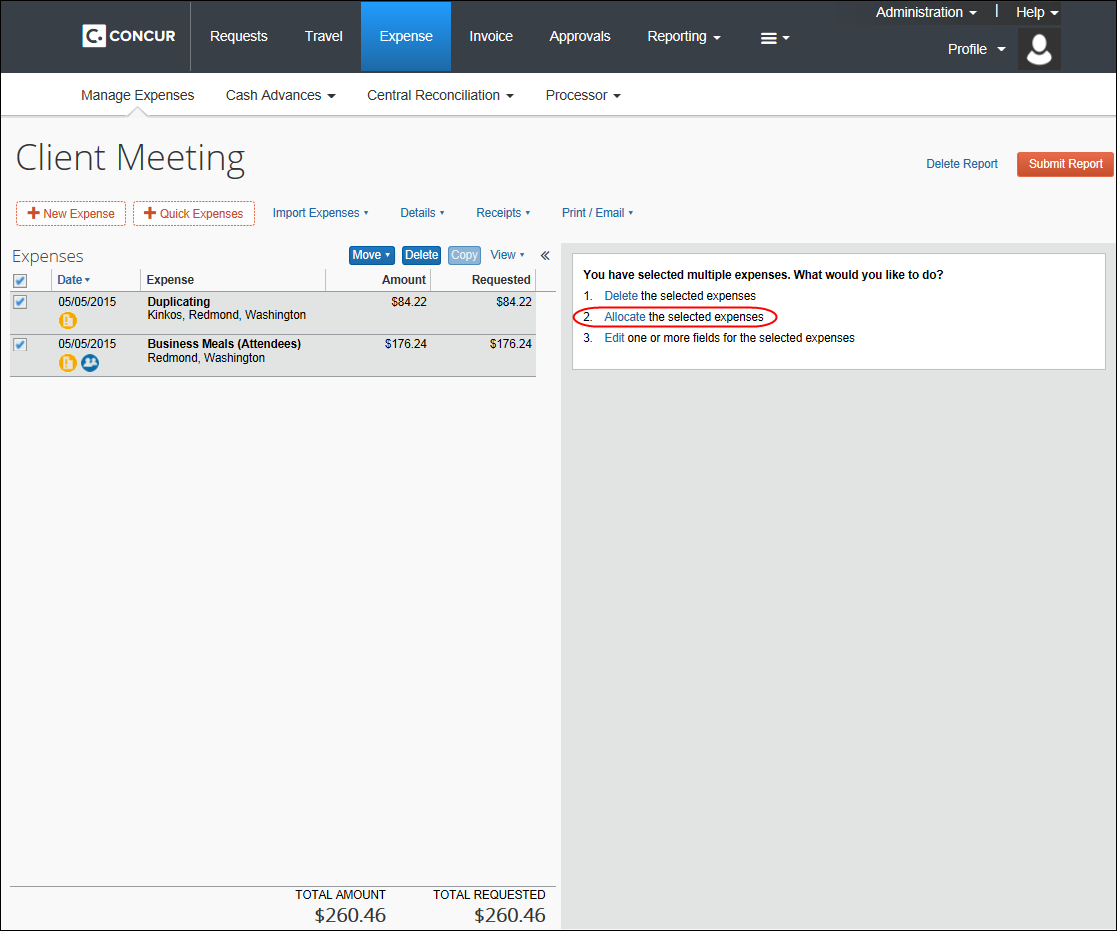 Administration | Help
C. CONCUR Requests Travel Expense Invoice Approvals Reporting
Profile
Manage Expenses Cash Advances Central Reconciliation Processor
Client Meeting
Delete Report Submit Report
+ New Expense + Quick Expenses Import Expenses Details Receipts Print / Email
Expenses Move Delete Copy View «
Date Expense Amount Requested
05/05/2015 Duplicating $84.22 $84.22
Kinkos, Redmond, Washington
05/05/2015 Business Meals (Attendees) $176.24 $176.24
Redmond, Washington
You have selected multiple expenses. What would you like to do?
1. Delete the selected expenses
2. Allocate the selected expenses
3. Edit one or more fields for the selected expenses
TOTAL AMOUNT TOTAL REQUESTED
$260.46 $260.46